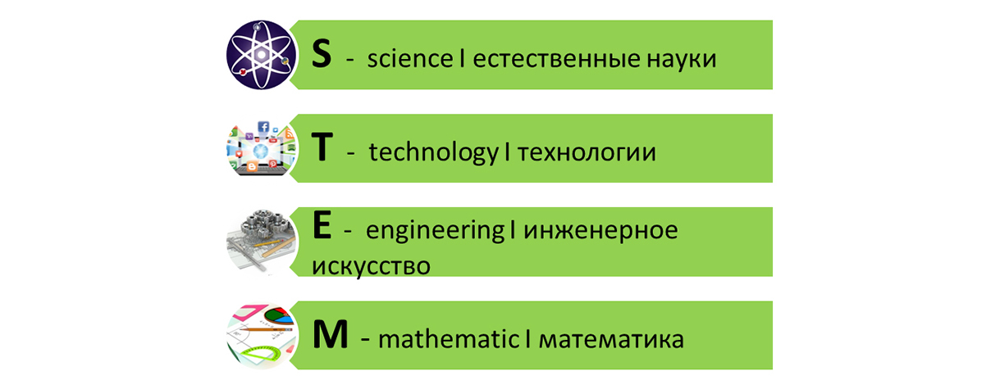 S - science I естественные науки
T - technology I технологии
E - engineering I инженерное
искусство
M - mathematic I математика